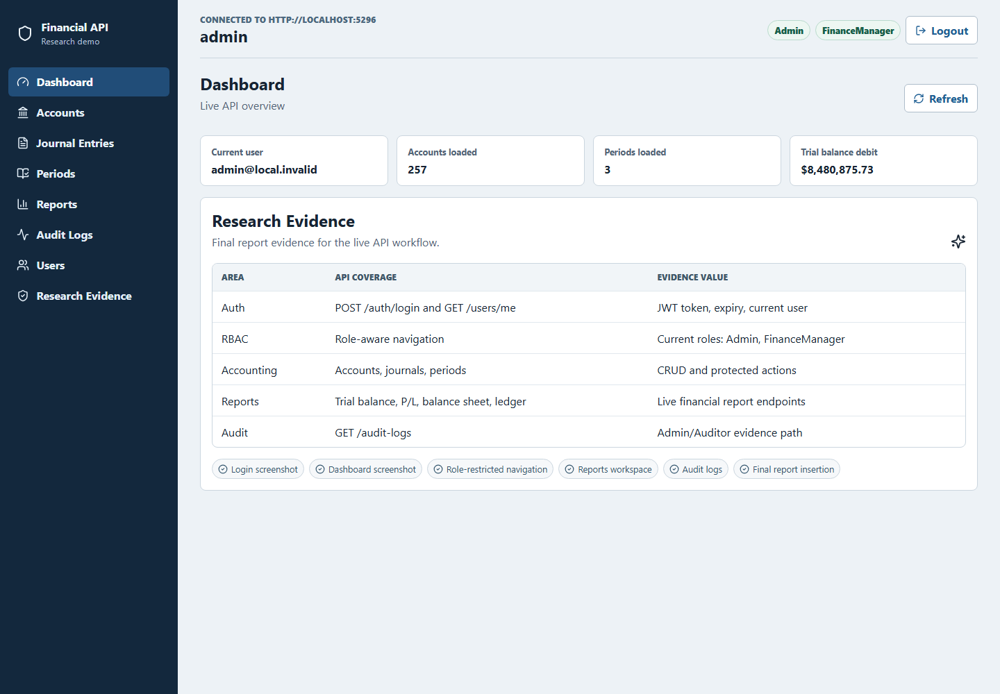 Financial API
Research demo
Dashboard
Accounts
Journal Entries
Periods
Reports
Audit Logs
Users
Research Evidence
CONNECTED TO HTTP://LOCALHOST:5296
admin
Admin
FinanceManager
Logout
Dashboard
Live API overview
Refresh
Current user
admin@local.invalid
Accounts loaded
257
Periods loaded
3
Trial balance debit
$8,480,875.73
Research Evidence
Final report evidence for the live API workflow.
AREA API COVERAGE EVIDENCE VALUE
Auth POST /auth/login and GET /users/me JWT token, expiry, current user
RBAC Role-aware navigation Current roles: Admin, FinanceManager
Accounting Accounts, journals, periods CRUD and protected actions
Reports Trial balance, P/L, balance sheet, ledger Live financial report endpoints
Audit GET /audit-logs Admin/Auditor evidence path
Login screenshot Dashboard screenshot Role-restricted navigation Reports workspace Audit logs Final report insertion